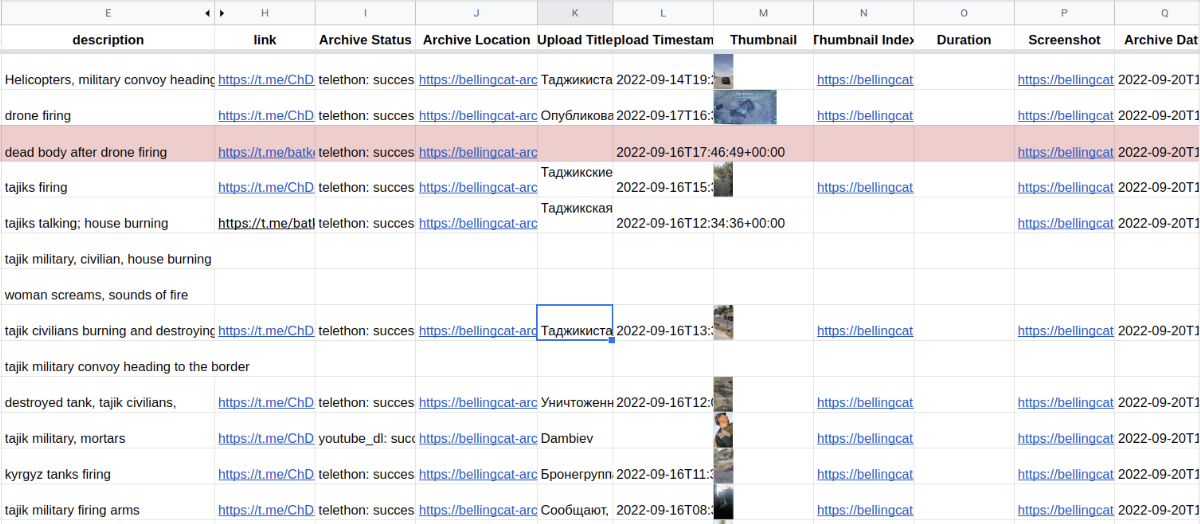 E H I J K L M N O P Q
description link Archive Status Archive Location Upload Title pload Timestam Thumbnail Thumbnail Index Duration Screenshot Archive Dat
Helicopters, military convoy heading https://t.me/ChD telethon: succes https://bellingcat-arc Таджикиста 2022-09-14T19:2 https://bellingcat https://bellingcat 2022-09-20T1
drone firing https://t.me/ChD telethon: succes https://bellingcat-arc Опубликова 2022-09-17T16:3 https://bellingcat https://bellingcat 2022-09-20T1
dead body after drone firing https://t.me/batke telethon: succes https://bellingcat-arc 2022-09-16T17:46:49+00:00 https://bellingcat 2022-09-20T1
tajiks firing https://t.me/ChD telethon: succes https://bellingcat-arc Таджикские 2022-09-16T15:3 https://bellingcat https://bellingcat 2022-09-20T1
tajiks talking; house burning https://t.me/batk telethon: succes https://bellingcat-arc Таджикская 2022-09-16T12:34:36+00:00 https://bellingcat 2022-09-20T1
tajik military, civilian, house burning
woman screams, sounds of fire
tajik civilians burning and destroying https://t.me/ChD telethon: succes https://bellingcat-arc Таджикиста 2022-09-16T13:3 https://bellingcat https://bellingcat 2022-09-20T1
tajik military convoy heading to the border
destroyed tank, tajik civilians, https://t.me/ChD telethon: succes https://bellingcat-arc Уничтоженн 2022-09-16T12:0 https://bellingcat https://bellingcat 2022-09-20T1
tajik military, mortars https://t.me/ChD youtube_dl: succ https://bellingcat-arc Dambiev https://bellingcat https://bellingcat 2022-09-20T1
kyrgyz tanks firing https://t.me/ChD telethon: succes https://bellingcat-arc Бронегрупп 2022-09-16T11:3 https://bellingcat https://bellingcat 2022-09-20T1
tajik military firing arms https://t.me/ChD telethon: succes https://bellingcat-arc Сообщают, 2022-09-16T08:3 https://bellingcat https://bellingcat 2022-09-20T1